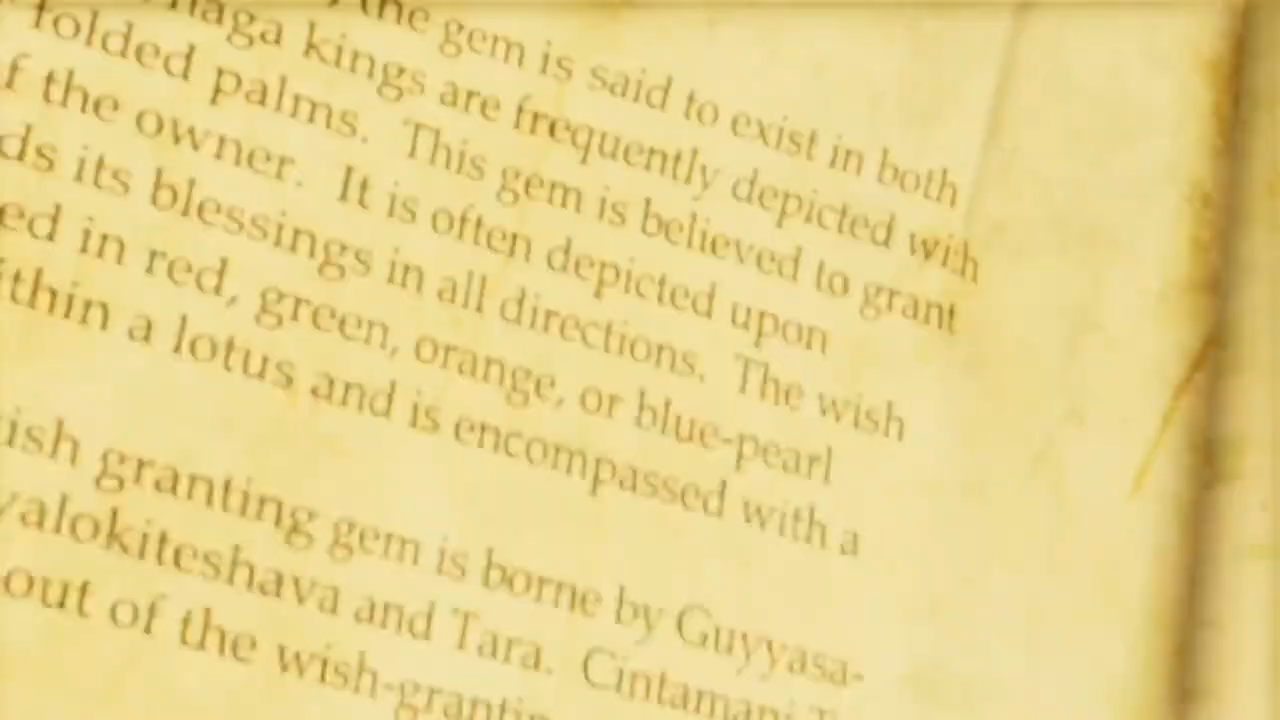 the gem is said to exist in both
naga kings are frequently depicted with
folded palms. This gem is believed to grant
f the owner. It is often depicted upon
ds its blessings in all directions. The wish
ed in red, green, orange, or blue-pearl
ithin a lotus and is encompassed with a
ish granting gem is borne by Guyyasa-
valokiteshava and Tara. Cintamani T
out of the wish-grantin